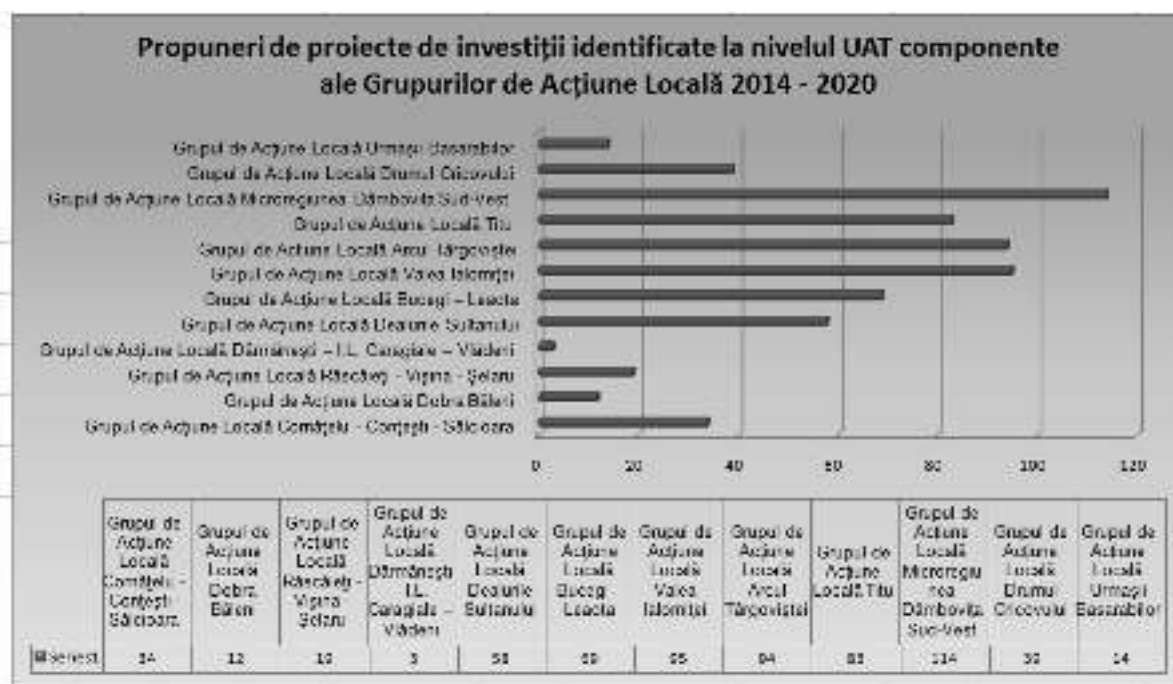 Propuneri de proiecte de investiții identificate la nivelul UAT componente
ale Grupurilor de Acțiune Locală 2014 - 2020
Grupul de Acțiune Locală Urmașii Basarabilor
Grupul de Acțiune Locală Drumul Cricovului
Grupul de Acțiune Locală Microregiunea Dâmbovița Sud-Vest
Grupul de Acțiune Locală Titu
Grupul de Acțiune Locală Arcul Târgoviștei
Grupul de Acțiune Locală Valea Ialomiței
Grupul de Acțiune Locală Bucegi – Leaota
Grupul de Acțiune Locală Dealurile Sultanului
Grupul de Acțiune Locală Dărmănești – I.L. Caragiale – Vlădeni
Grupul de Acțiune Locală Răscăieți - Vișina - Șelaru
Grupul de Acțiune Locală Dobra Băleni
Grupul de Acțiune Locală Cornățelu - Conțești - Sălcioara
0 20 40 60 80 100 120
Grupul de
Acțiune
Locală
Cornățelu -
Conțești -
Sălcioara
Grupul de
Acțiune
Locală
Dobra
Băleni
Grupul de
Acțiune
Locală
Răscăieți -
Vișina -
Șelaru
Grupul de
Acțiune
Locală
Dărmănești
I.L.
Caragiale –
Vlădeni
Grupul de
Acțiune
Locală
Dealurile
Sultanului
Grupul de
Acțiune
Locală
Bucegi
Leaota
Grupul de
Acțiune
Locală
Valea
Ialomiței
Grupul de
Acțiune
Locală
Arcul
Târgoviștei
Grupul de
Acțiune
Locală Titu
Grupul de
Acțiune
Locală
Microregiu
nea
Dâmbovița
Sud-Vest
Grupul de
Acțiune
Locală
Drumul
Cricovului
Grupul de
Acțiune
Locală
Urmașii
Basarabilor
Series1 34 12 19 3 58 69 95 94 83 114 39 14